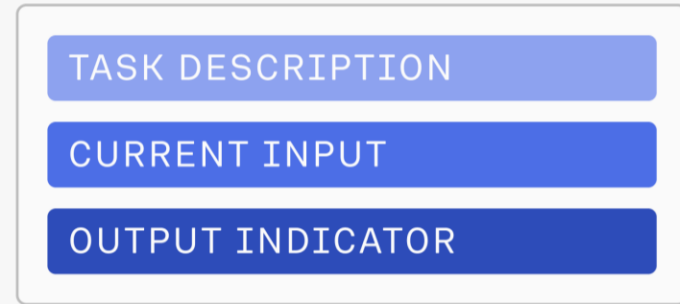 TASK DESCRIPTION
CURRENT INPUT
OUTPUT INDICATOR